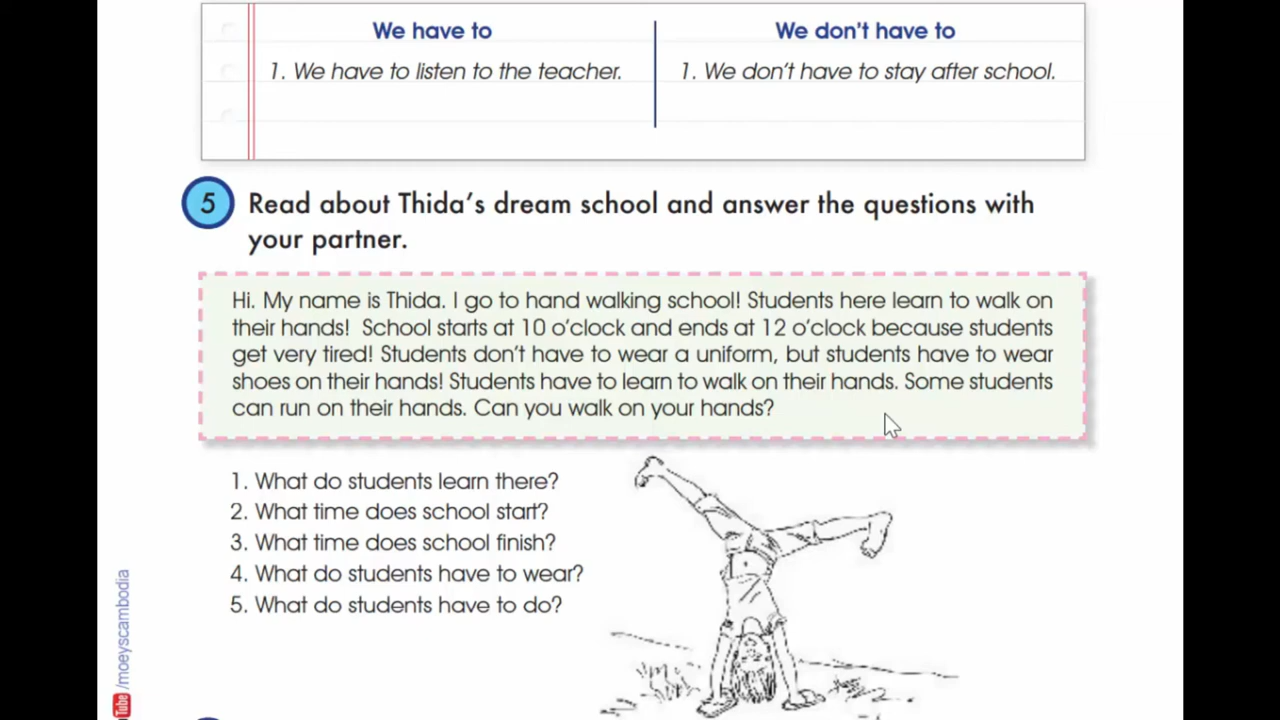 We have to
We don't have to
1. We have to listen to the teacher.
1. We don't have to stay after school.
5
Read about Thida's dream school and answer the questions with
your partner.
Hi. My name is Thida. I go to hand walking school! Students here learn to walk on
their hands! School starts at 10 o'clock and ends at 12 o'clock because students
get very tired! Students don't have to wear a uniform, but students have to wear
shoes on their hands! Students have to learn to walk on their hands. Some students
can run on their hands. Can you walk on your hands?
1. What do students learn there?
2. What time does school start?
3. What time does school finish?
4. What do students have to wear?
5. What do students have to do?
/moeyscambodia